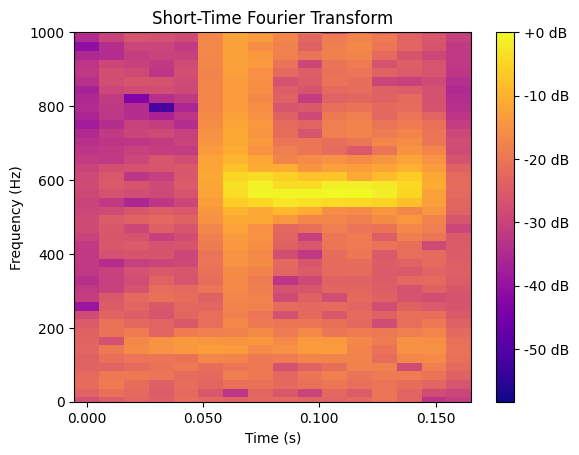 Short-Time Fourier Transform
1000
800
600
400
200
0
Frequency (Hz)
0.000
0.050
0.100
0.150
Time (s)
+0 dB
-10 dB
-20 dB
-30 dB
-40 dB
-50 dB